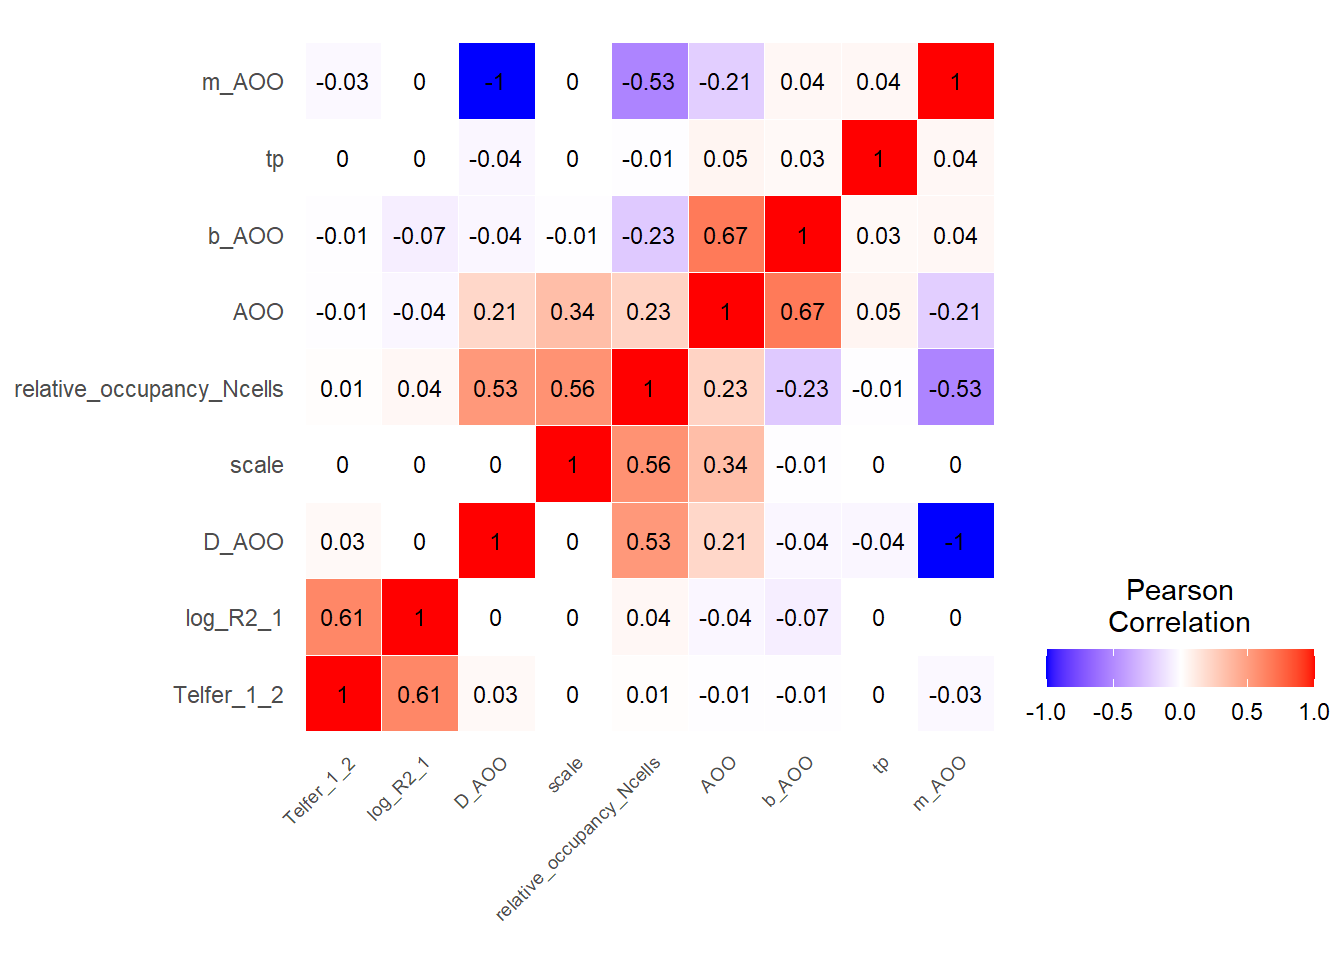 m_AOO -0.03 0 -1 0 -0.53 -0.21 0.04 0.04 1
tp 0 0 -0.04 0 -0.01 0.05 0.03 1 0.04
b_AOO -0.01 -0.07 -0.04 -0.01 -0.23 0.67 1 0.03 0.04
AOO -0.01 -0.04 0.21 0.34 0.23 1 0.67 0.05 -0.21
relative_occupancy_Ncells 0.01 0.04 0.53 0.56 1 0.23 -0.23 -0.01 -0.53
scale 0 0 0 1 0.56 0.34 -0.01 0 0
D_AOO 0.03 0 1 0 0.53 0.21 -0.04 -0.04 -1
log_R2_1 0.61 1 0 0 0.04 -0.04 -0.07 0 0
Telfer_1_2 1 0.61 0.03 0 0.01 -0.01 -0.01 0 -0.03
Telfer_1_2 log_R2_1 D_AOO scale relative_occupancy_Ncells AOO b_AOO tp m_AOO
Pearson
Correlation
-1.0 -0.5 0.0 0.5 1.0